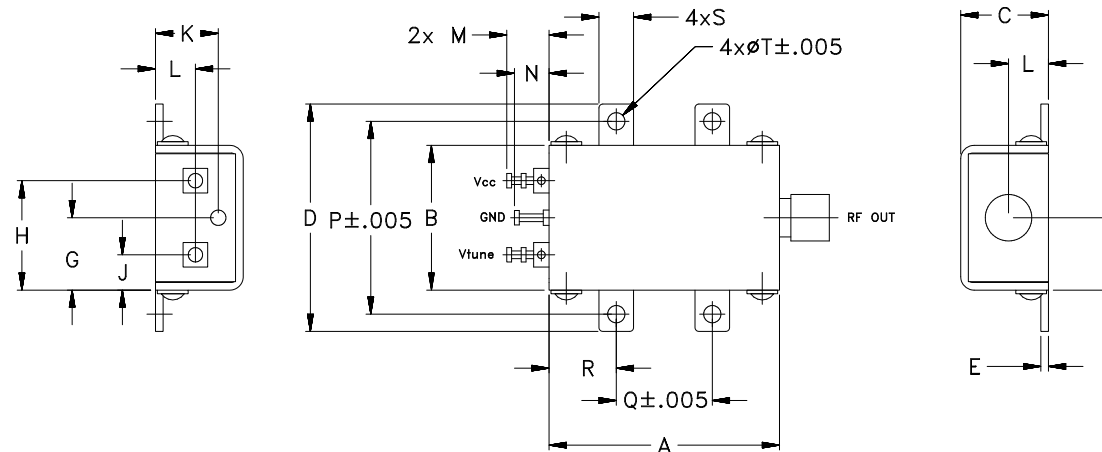 K
L
H
G
J
2x M
N
4xS
4xøT±.005
D
P±.005
B
Vcc
GND
Vtune
RF OUT
R
Q±.005
A
C
L
E